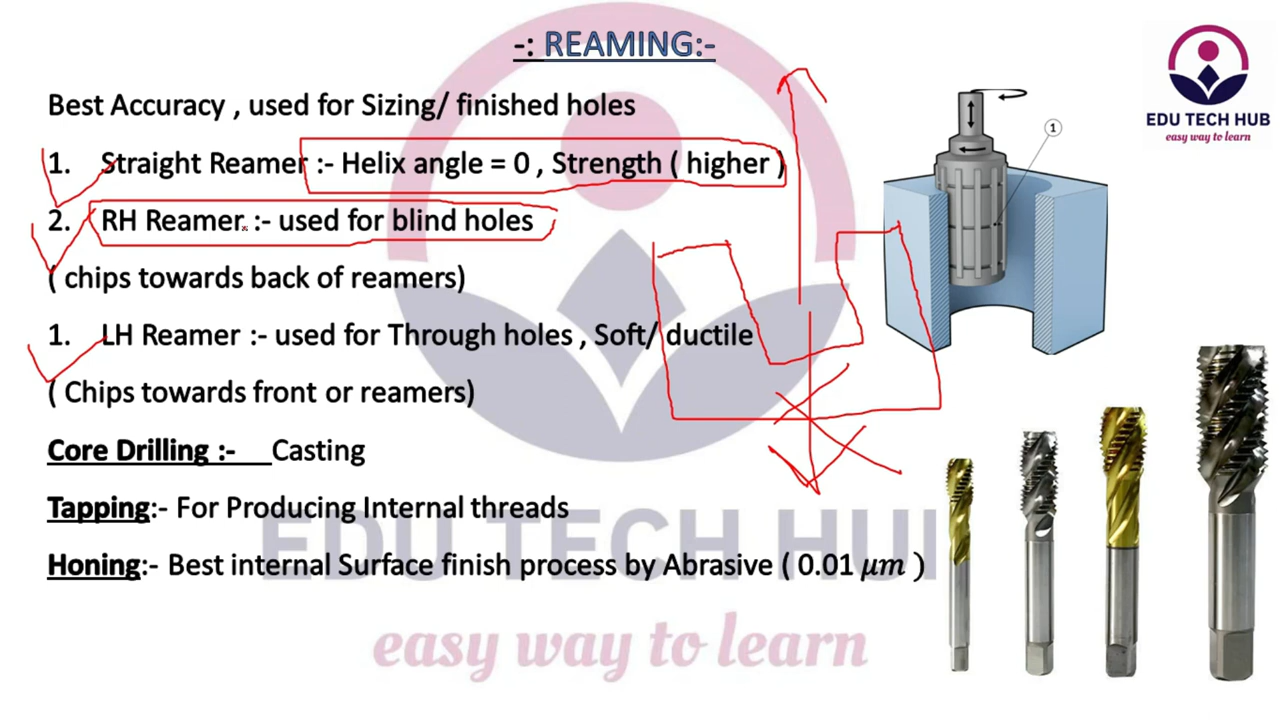 -: REAMING:-
EDU TECH HUB
easy way to learn
Best Accuracy , used for Sizing/ finished holes
1. Straight Reamer :- Helix angle = 0 , Strength ( higher )
1
2. RH Reamer. :- used for blind holes
( chips towards back of reamers)
1. LH Reamer :- used for Through holes , Soft/ ductile
( Chips towards front or reamers)
Core Drilling :- Casting
Tapping:- For Producing Internal threads
Honing:- Best internal Surface finish process by Abrasive ( 0.01 𝜇𝑚 )
EDU TECH HUB
easy way to learn